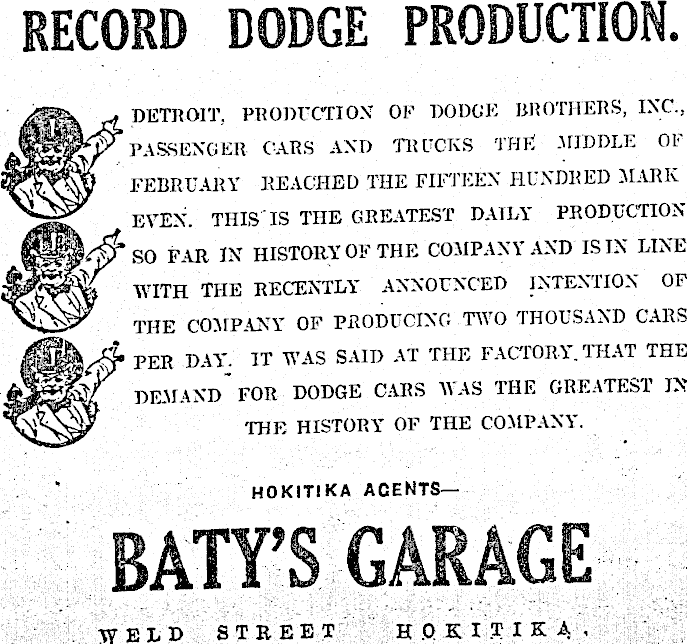 RECORD DODGE PRODUCTION.
DETROIT, PRODUCTION OF DODGE BROTHERS, INC.,
PASSENGER CARS AND TRUCKS THE MIDDLE OF
FEBRUARY REACHED THE FIFTEEN HUNDRED MARK
EVEN. THIS IS THE GREATEST DAILY PRODUCTION
SO FAR IN HISTORY OF THE COMPANY AND IS IN LINE
WITH THE RECENTLY ANNOUNCED INTENTION OF
THE COMPANY OF PRODUCING TWO THOUSAND CARS
PER DAY. IT WAS SAID AT THE FACTORY THAT THE
DEMAND FOR DODGE CARS WAS THE GREATEST IN
THE HISTORY OF THE COMPANY.
HOKITIKA AGENTS—
BATY'S GARAGE
WELD STREET HOKITIKA.